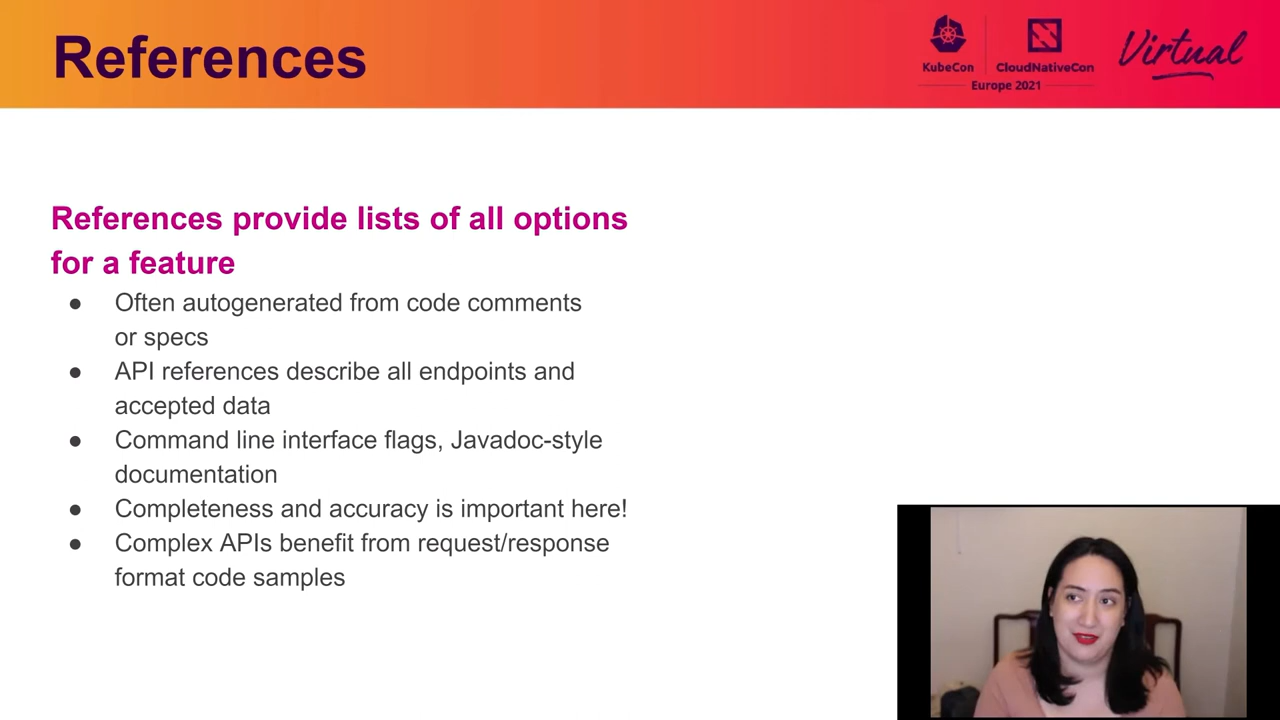 References
KubeCon
CloudNativeCon
Europe 2021
Virtual
References provide lists of all options
for a feature
● Often autogenerated from code comments
or specs
● API references describe all endpoints and
accepted data
● Command line interface flags, Javadoc-style
documentation
● Completeness and accuracy is important here!
● Complex APIs benefit from request/response
format code samples